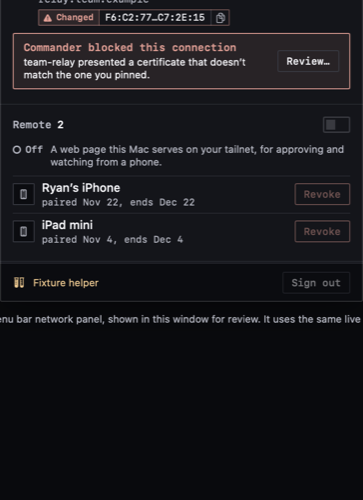 relay.team.example
Changed F6:C2:77…C7:2E:15
Commander blocked this connection
team-relay presented a certificate that doesn't
match the one you pinned.
Review…
Remote 2
Off A web page this Mac serves on your tailnet, for approving and
watching from a phone.
Ryan's iPhone
paired Nov 22, ends Dec 22
Revoke
iPad mini
paired Nov 4, ends Dec 4
Revoke
Fixture helper
Sign out
enu bar network panel, shown in this window for review. It uses the same live